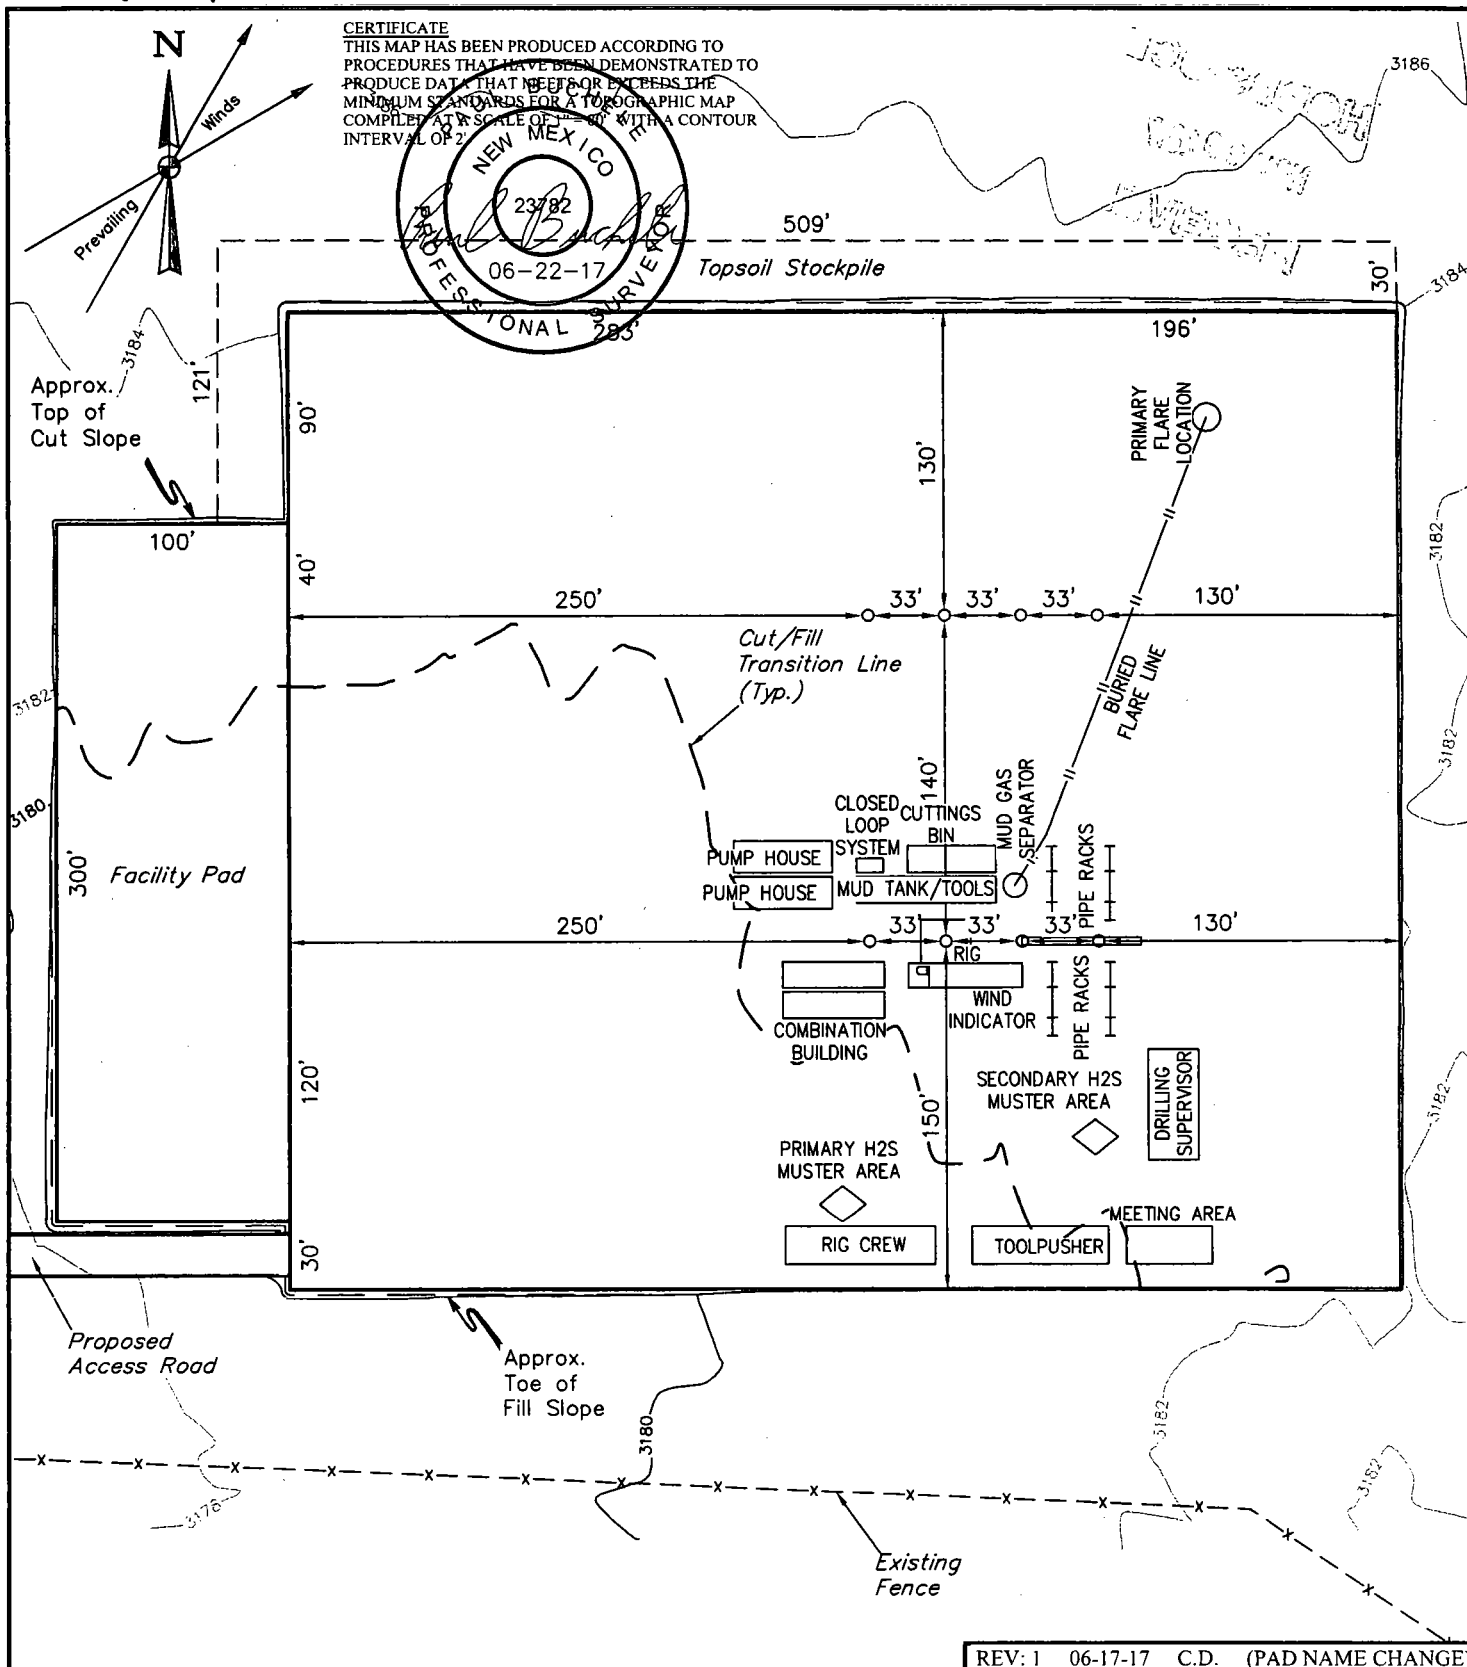 CERTIFICATE
THIS MAP HAS BEEN PRODUCED ACCORDING TO
PROCEDURES THAT HAVE BEEN DEMONSTRATED TO
PRODUCE DATA THAT MEETS OR EXCEEDS THE
MINIMUM STANDARDS FOR A TOPOGRAPHIC MAP
COMPILED AT A SCALE OF 1" = 60' WITH A CONTOUR
INTERVAL OF 2'
N
Winds
Prevailing
PAUL BUCHELE
NEW MEXICO
23782
06-22-17
PROFESSIONAL SURVEYOR
3186
509'
Topsoil Stockpile
30'
3184
283'
196'
3184
121'
Approx.
Top of
Cut Slope
90'
130'
PRIMARY
FLARE
LOCATION
100'
40'
3182
250'
33'
33'
33'
130'
Cut/Fill
Transition Line
(Typ.)
BURIED
FLARE LINE
3182
3182
3180
140'
CLOSED
LOOP
SYSTEM
CUTTINGS
BIN
MUD GAS
SEPARATOR
PIPE RACKS
PUMP HOUSE
PUMP HOUSE
MUD TANK/TOOLS
300'
Facility Pad
250'
33'
33'
33'
130'
RIG
WIND
INDICATOR
PIPE RACKS
COMBINATION
BUILDING
120'
150'
SECONDARY H2S
MUSTER AREA
DRILLING
SUPERVISOR
3182
PRIMARY H2S
MUSTER AREA
MEETING AREA
RIG CREW
TOOLPUSHER
30'
Proposed
Access Road
Approx.
Toe of
Fill Slope
3180
3182
3182
3178
Existing
Fence
REV: 1 06-17-17 C.D. (PAD NAME CHANGE)